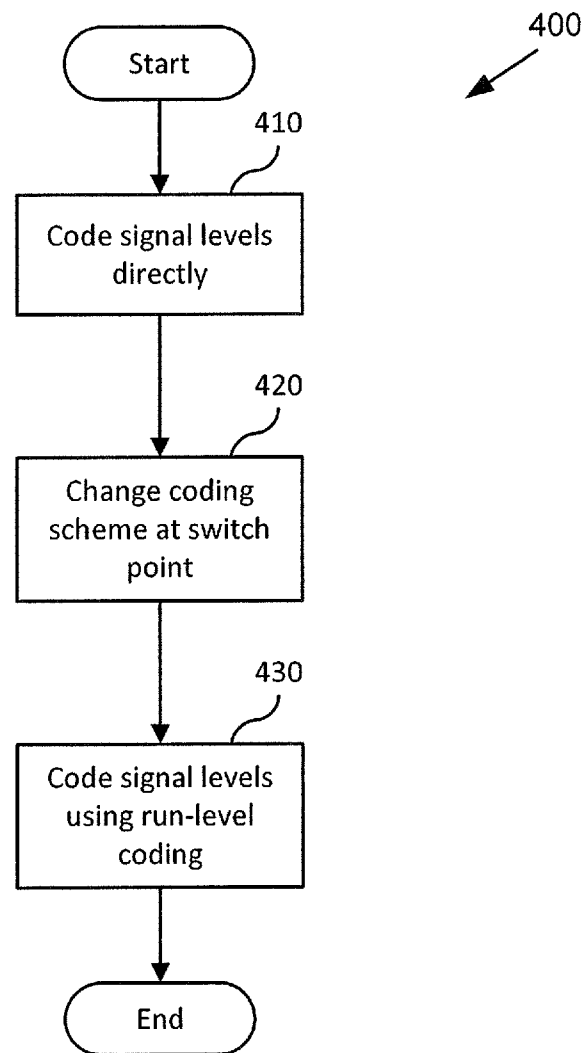 400
Start
410
Code signal levels
directly
420
Change coding
scheme at switch
point
430
Code signal levels
using run-level
coding
End